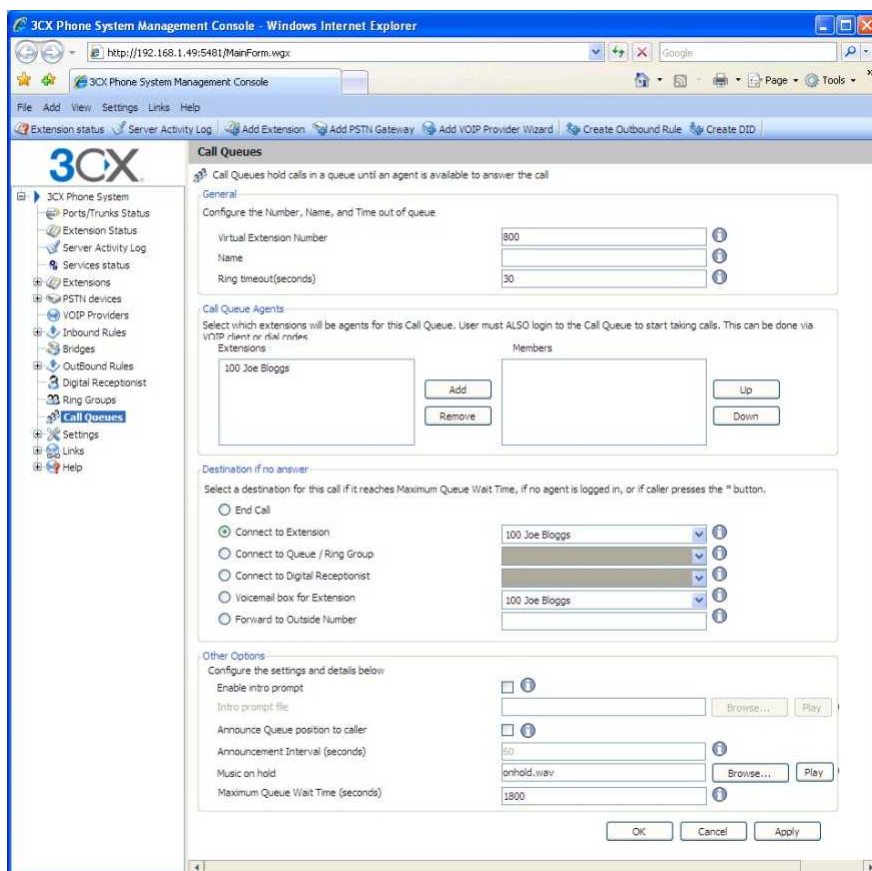 3CX Phone System Management Console - Windows Internet Explorer
http://192.168.1.49:5481/MainForm.wgx
Google
3CX Phone System Management Console
Page Tools »
File Add View Settings Links Help
Extension status Server Activity Log Add Extension Add PSTN Gateway Add VOIP Provider Wizard Create Outbound Rule Create DID
3CX
3CX Phone System
Ports/Trunks Status
Extension Status
Server Activity Log
Services status
Extensions
PSTN devices
VOIP Providers
Inbound Rules
Bridges
OutBound Rules
Digital Receptionist
Ring Groups
Call Queues
Settings
Links
Help
Call Queues
Call Queues hold calls in a queue until an agent is available to answer the call
General
Configure the Number, Name, and Time out of queue
Virtual Extension Number 800
Name
Ring timeout(seconds) 30
Call Queue Agents
Select which extensions will be agents for this Call Queue. User must ALSO login to the Call Queue to start taking calls. This can be done via
VOIP client or dial codes
Extensions Members
100 Joe Bloggs
Add Up
Remove Down
Destination if no answer
Select a destination for this call if it reaches Maximum Queue Wait Time, if no agent is logged in, or if caller presses the * button.
End Call
Connect to Extension 100 Joe Bloggs
Connect to Queue / Ring Group
Connect to Digital Receptionist
Voicemail box for Extension 100 Joe Bloggs
Forward to Outside Number
Other Options
Configure the settings and details below
Enable intro prompt
Intro prompt file Browse... Play
Announce Queue position to caller
Announcement Interval (seconds) 60
Music on hold onhold.wav Browse... Play
Maximum Queue Wait Time (seconds) 1800
OK Cancel Apply